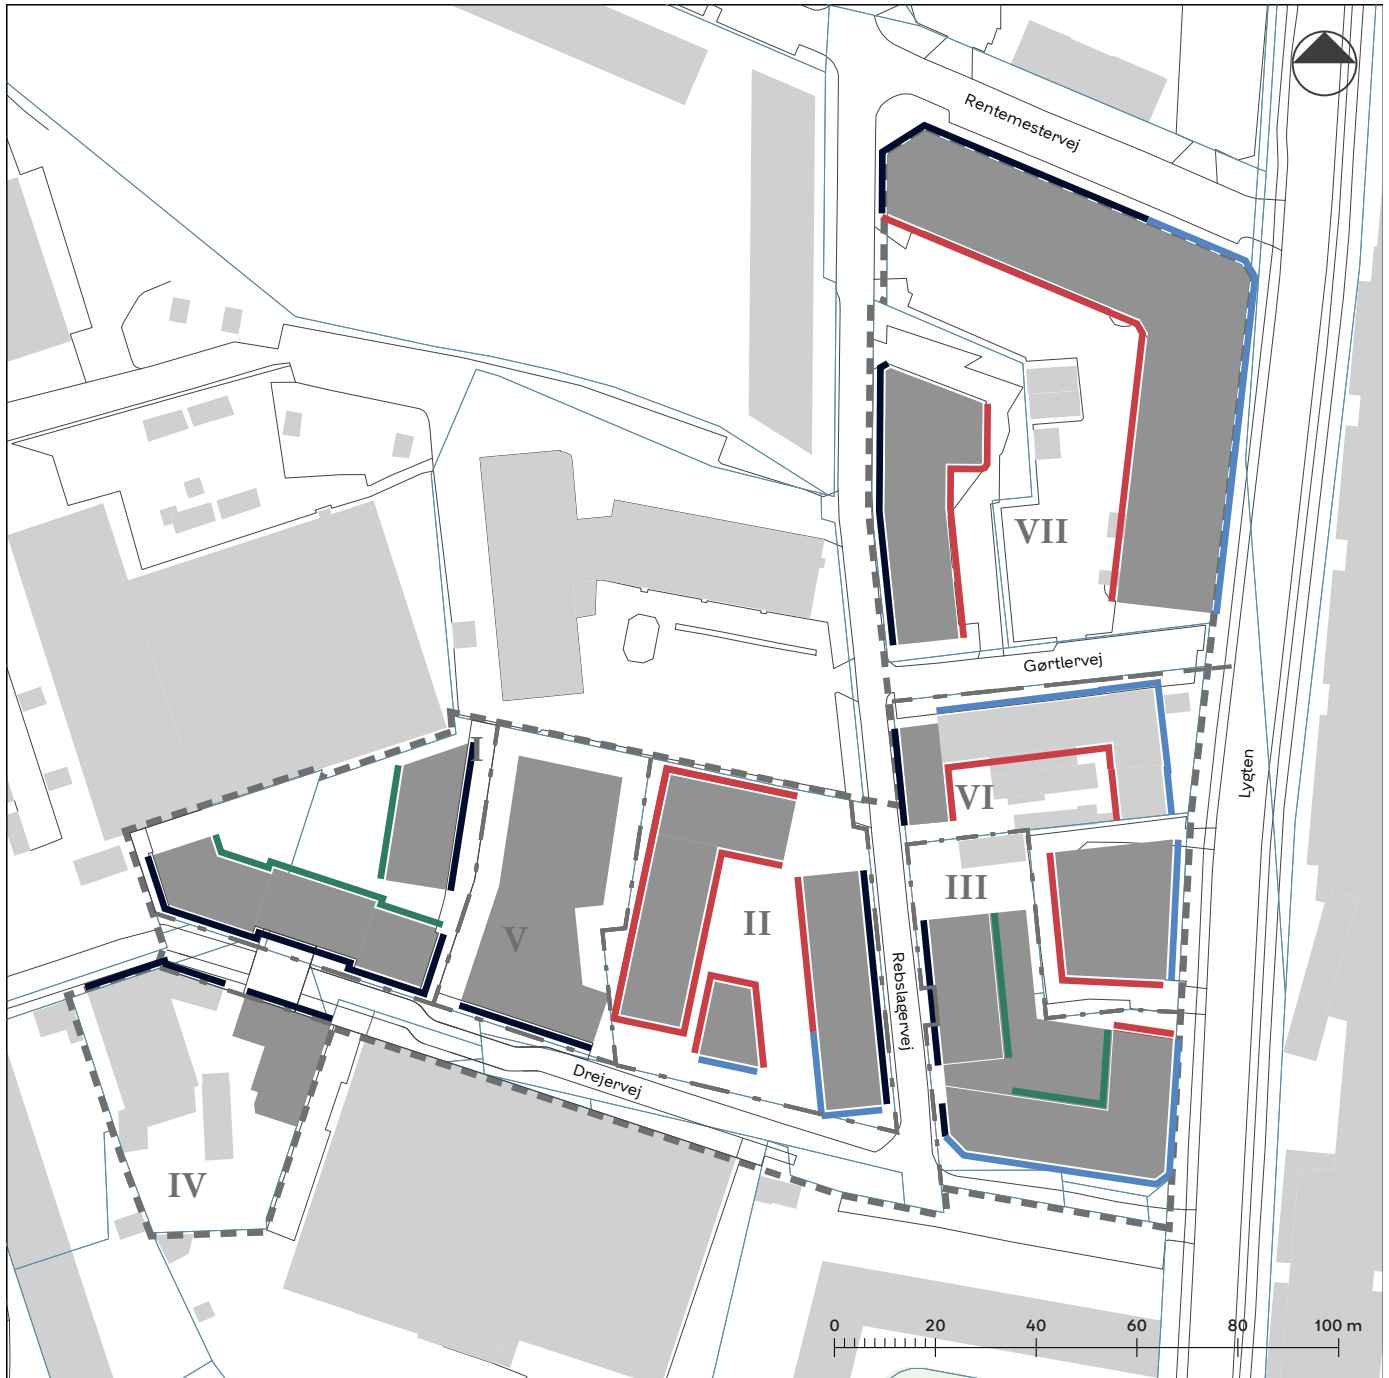 Rentemestervej
VII
Gørtlervej
I
Lygten
VI
III
V
II
Rebslagervej
Drejervej
IV
0 20 40 60 80 100 m